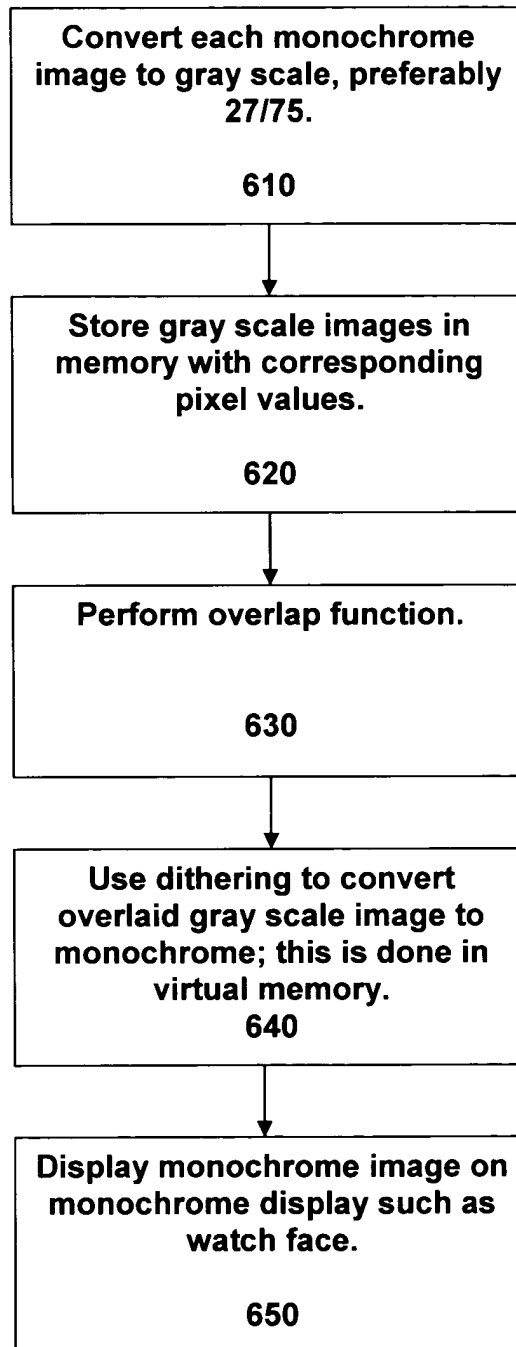 Convert each monochrome
image to gray scale, preferably
27/75.
610
Store gray scale images in
memory with corresponding
pixel values.
620
Perform overlap function.
630
Use dithering to convert
overlaid gray scale image to
monochrome; this is done in
virtual memory.
640
Display monochrome image on
monochrome display such as
watch face.
650